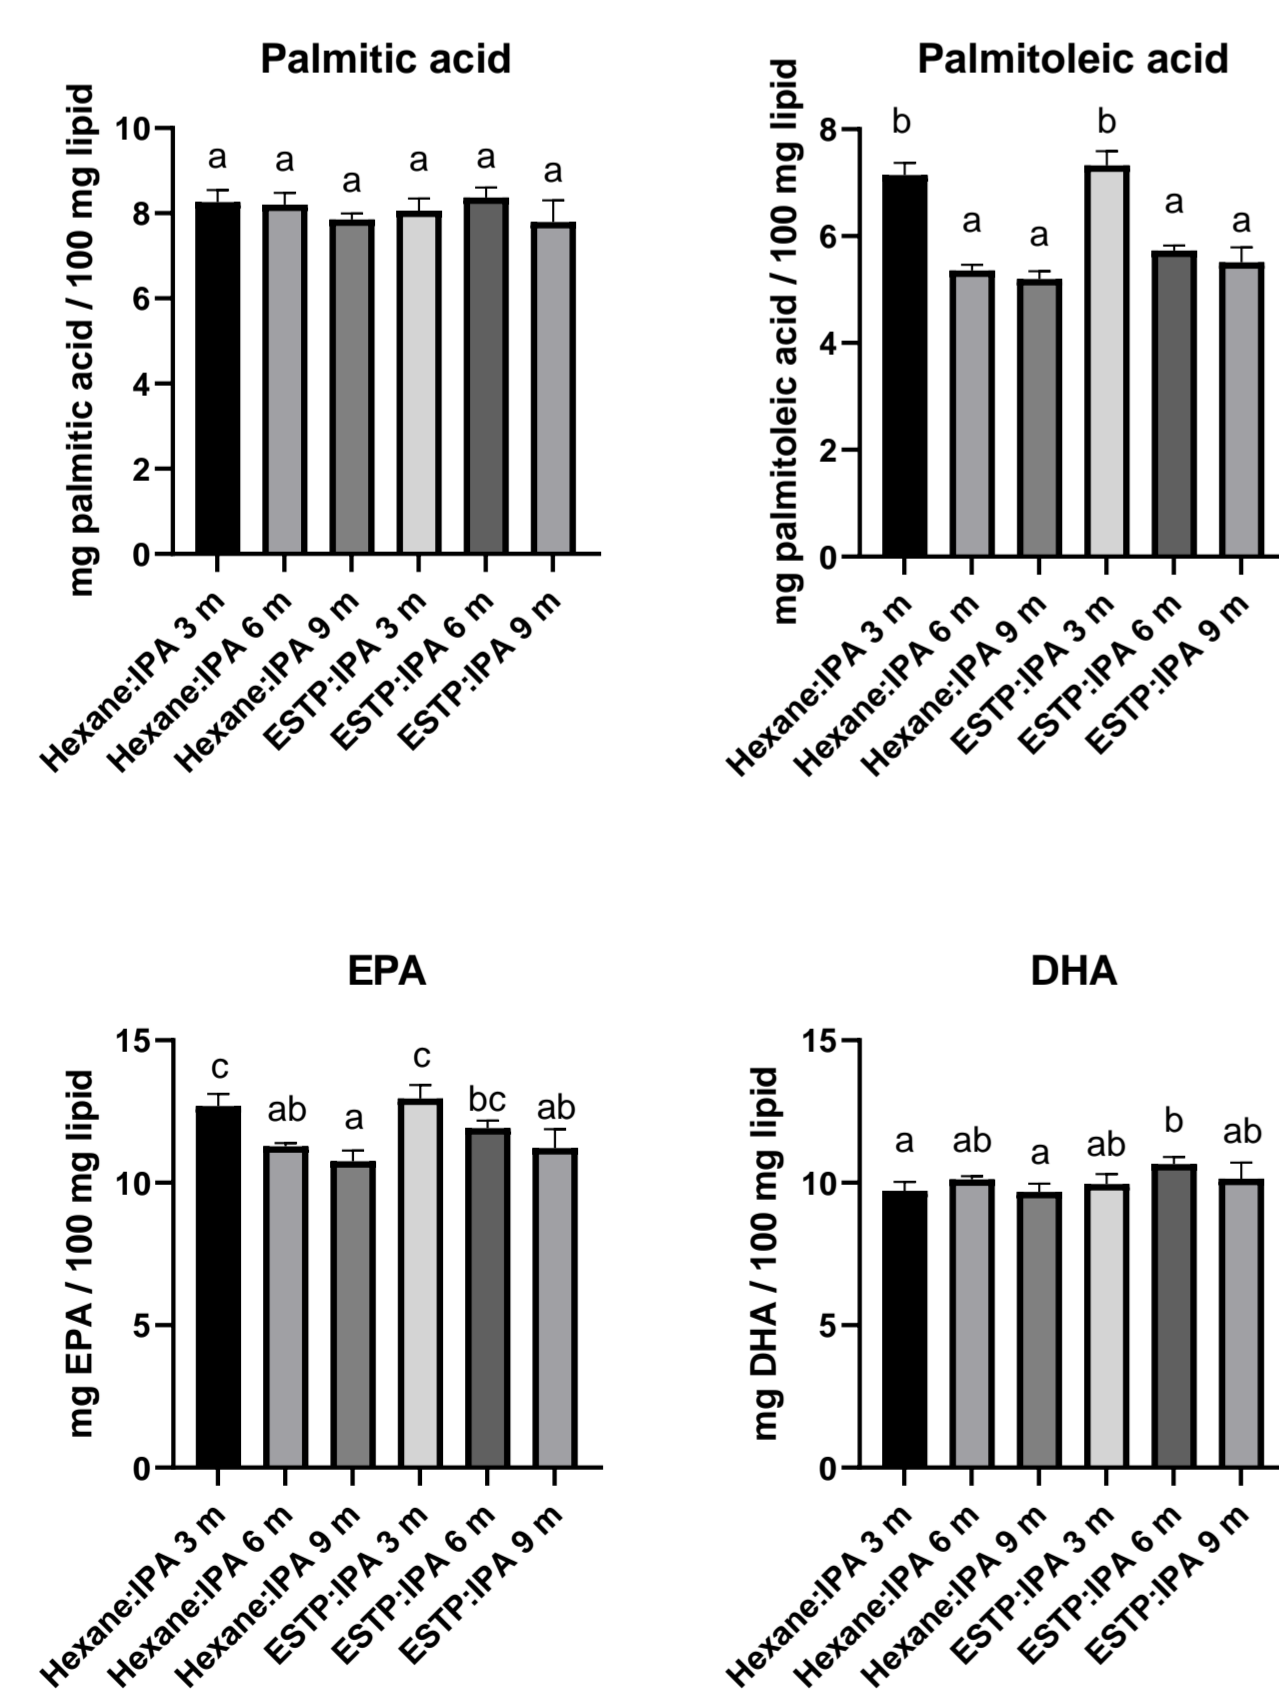 Palmitic acid
mg palmitic acid / 100 mg lipid
10
8
6
4
2
0
a
a
a
a
a
a
Hexane:IPA 3 m
Hexane:IPA 6 m
Hexane:IPA 9 m
ESTP:IPA 3 m
ESTP:IPA 6 m
ESTP:IPA 9 m
Palmitoleic acid
mg palmitoleic acid / 100 mg lipid
8
6
4
2
0
b
a
a
b
a
a
Hexane:IPA 3 m
Hexane:IPA 6 m
Hexane:IPA 9 m
ESTP:IPA 3 m
ESTP:IPA 6 m
ESTP:IPA 9 m
EPA
mg EPA / 100 mg lipid
15
10
5
0
c
ab
a
c
bc
ab
Hexane:IPA 3 m
Hexane:IPA 6 m
Hexane:IPA 9 m
ESTP:IPA 3 m
ESTP:IPA 6 m
ESTP:IPA 9 m
DHA
mg DHA / 100 mg lipid
15
10
5
0
a
ab
a
ab
b
ab
Hexane:IPA 3 m
Hexane:IPA 6 m
Hexane:IPA 9 m
ESTP:IPA 3 m
ESTP:IPA 6 m
ESTP:IPA 9 m